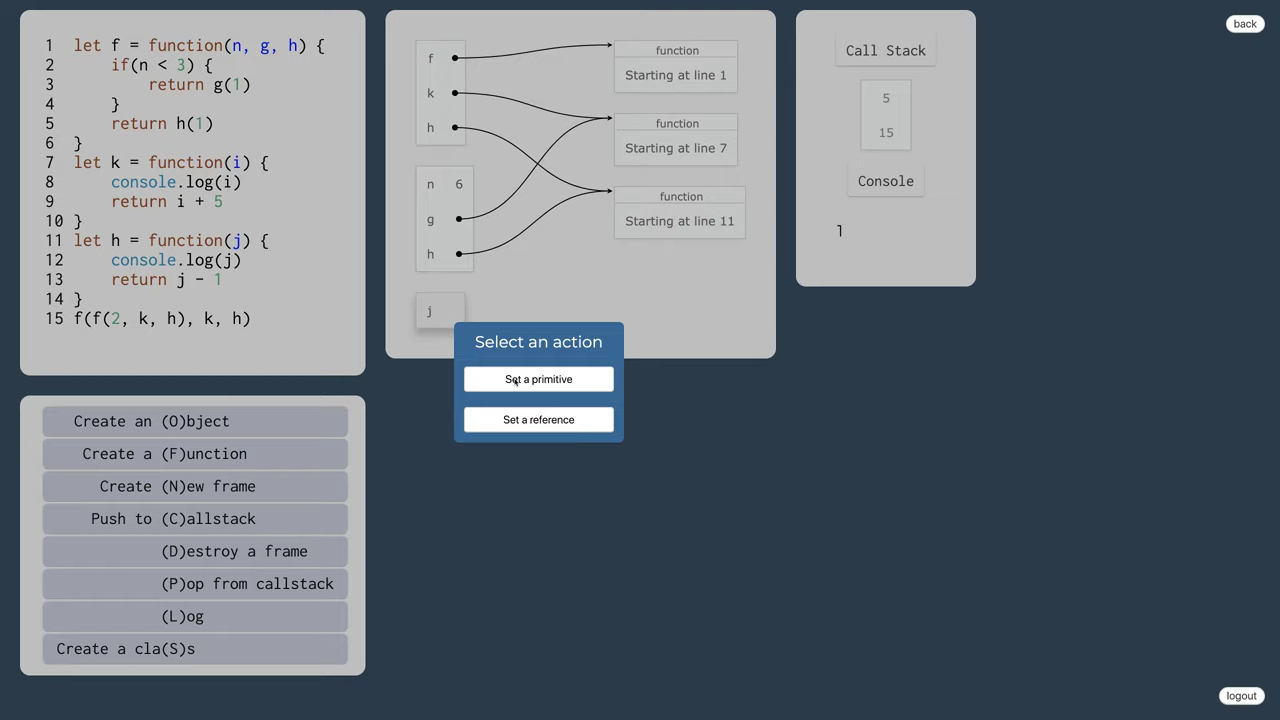 1 let f = function(n, g, h) {
2 if(n < 3) {
3 return g(1)
4 }
5 return h(1)
6 }
7 let k = function(i) {
8 console.log(i)
9 return i + 5
10 }
11 let h = function(j) {
12 console.log(j)
13 return j - 1
14 }
15 f(f(2, k, h), k, h)
f
k
h
n 6
g
h
j
function
Starting at line 1
function
Starting at line 7
function
Starting at line 11
Call Stack
5
15
Console
1
back
Select an action
Set a primitive
Set a reference
Create an (O)bject
Create a (F)unction
Create (N)ew frame
Push to (C)allstack
(D)estroy a frame
(P)op from callstack
(L)og
Create a cla(S)s
logout